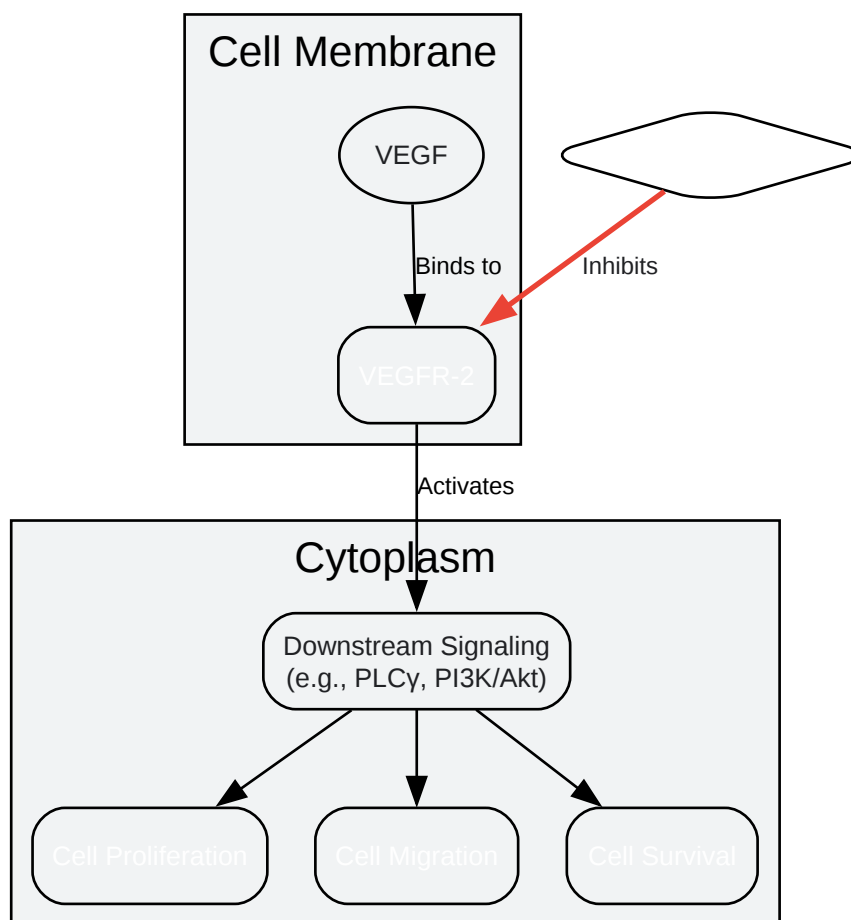 Cell Membrane
VEGF
Binds to
Inhibits
VEGFR-2
Activates
Cytoplasm
Downstream Signaling
(e.g., PLCγ, PI3K/Akt)
Cell Proliferation
Cell Migration
Cell Survival